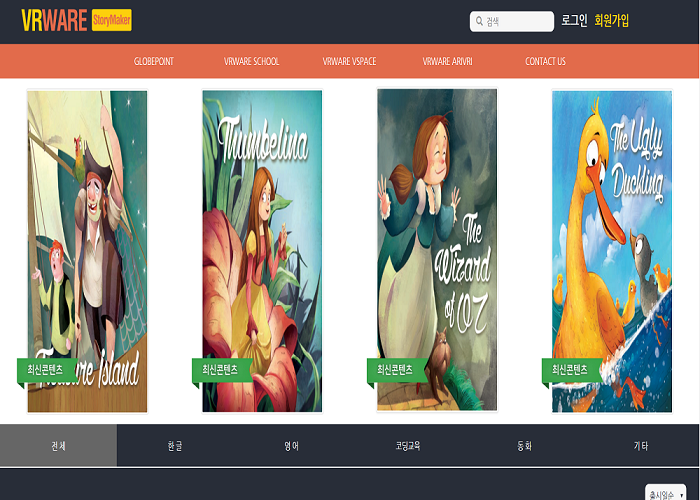 VRWARE StoryMaker
검색
로그인 회원가입
GLOBEPOINT VRWARE SCHOOL VRWARE VSPACE VRWARE ARIVRI CONTACT US
Treasure Island
최신콘텐츠
Thumbelina
최신콘텐츠
The
Wizard
of OZ
최신콘텐츠
The Ugly
Duckling
최신콘텐츠
전체 한글 영어 코딩교육 동화 기타
출시일순